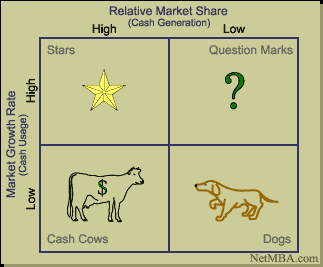 Relative Market Share
(Cash Generation)
High Low
Market Growth Rate
(Cash Usage)
High
Low
Stars
Question Marks
?
$
Cash Cows
Dogs
NetMBA.com